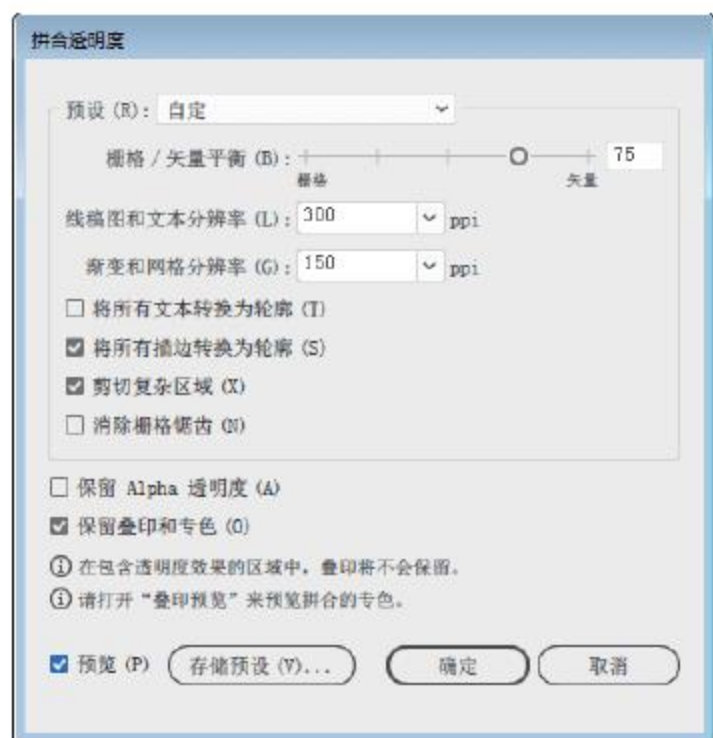 拼合透明度
预设 (R): 自定
栅格 / 矢量平衡 (B): 75
栅格 矢量
线稿图和文本分辨率 (L): 300 ppi
渐变和网格分辨率 (G): 150 ppi
将所有文本转换为轮廓 (T)
将所有描边转换为轮廓 (S)
剪切复杂区域 (X)
消除栅格锯齿 (N)
保留 Alpha 透明度 (A)
保留叠印和专色 (O)
在包含透明度效果的区域中，叠印将不会保留。
请打开“叠印预览”来预览拼合的专色。
预览 (P) 存储预设 (V)... 确定 取消